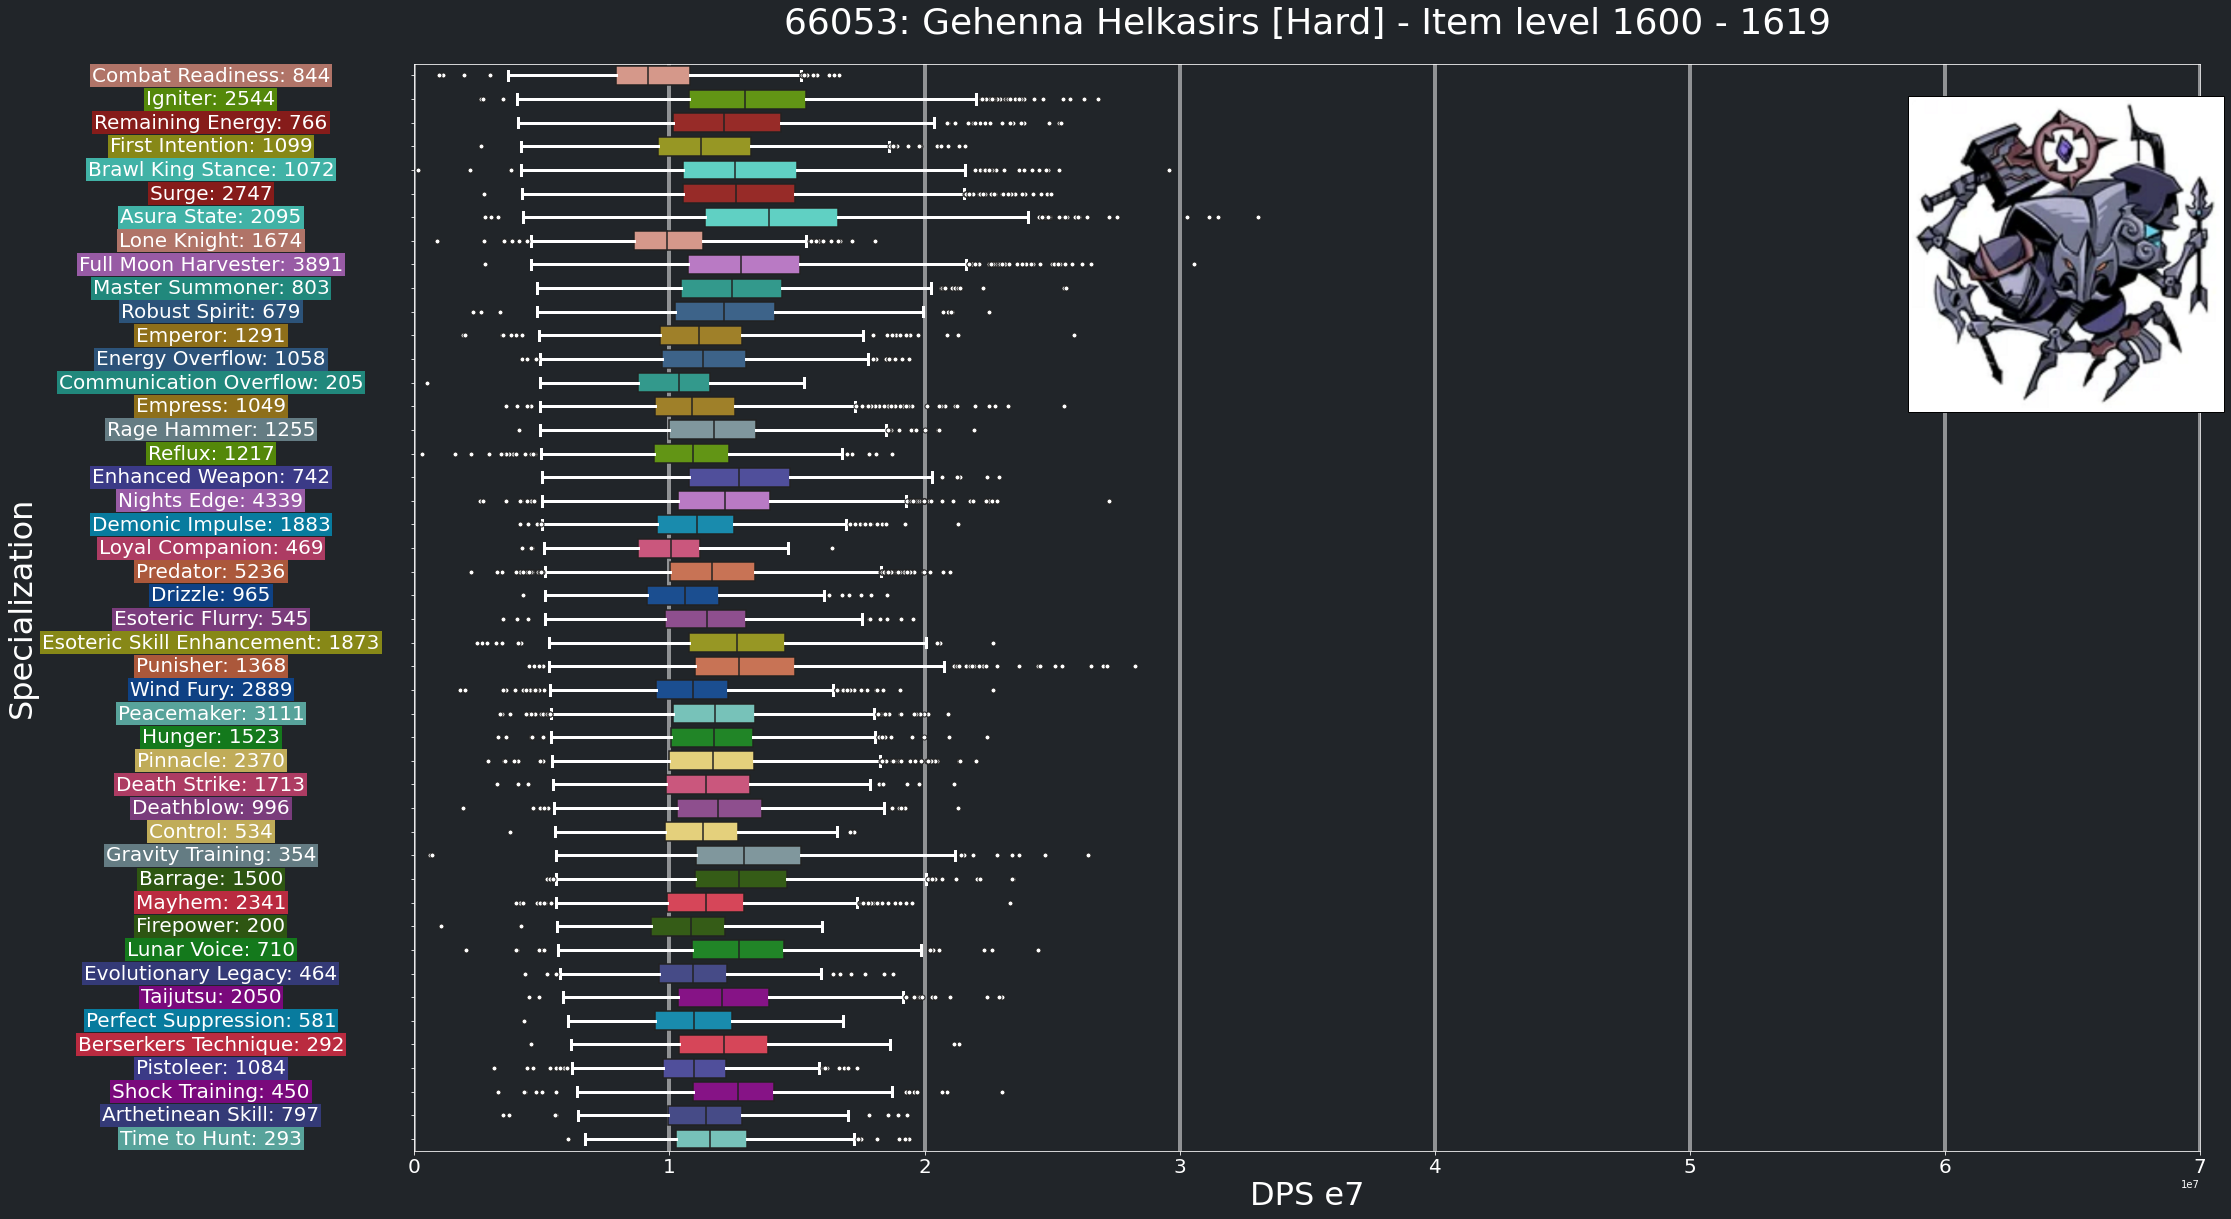 66053: Gehenna Helkasirs [Hard] - Item level 1600 - 1619
Specialization
Combat Readiness: 844
Igniter: 2544
Remaining Energy: 766
First Intention: 1099
Brawl King Stance: 1072
Surge: 2747
Asura State: 2095
Lone Knight: 1674
Full Moon Harvester: 3891
Master Summoner: 803
Robust Spirit: 679
Emperor: 1291
Energy Overflow: 1058
Communication Overflow: 205
Empress: 1049
Rage Hammer: 1255
Reflux: 1217
Enhanced Weapon: 742
Nights Edge: 4339
Demonic Impulse: 1883
Loyal Companion: 469
Predator: 5236
Drizzle: 965
Esoteric Flurry: 545
Esoteric Skill Enhancement: 1873
Punisher: 1368
Wind Fury: 2889
Peacemaker: 3111
Hunger: 1523
Pinnacle: 2370
Death Strike: 1713
Deathblow: 996
Control: 534
Gravity Training: 354
Barrage: 1500
Mayhem: 2341
Firepower: 200
Lunar Voice: 710
Evolutionary Legacy: 464
Taijutsu: 2050
Perfect Suppression: 581
Berserkers Technique: 292
Pistoleer: 1084
Shock Training: 450
Arthetinean Skill: 797
Time to Hunt: 293
0 1 2 3 4 5 6 7
1e7
DPS e7